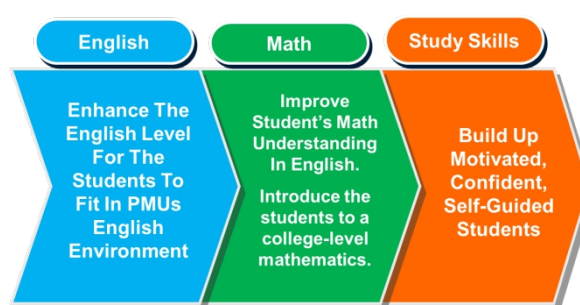 English
Enhance The
English Level
For The
Students To
Fit In PMUs
English
Environment
Math
Improve
Student's Math
Understanding
In English.
Introduce the
students to a
college-level
mathematics.
Study Skills
Build Up
Motivated,
Confident,
Self-Guided
Students